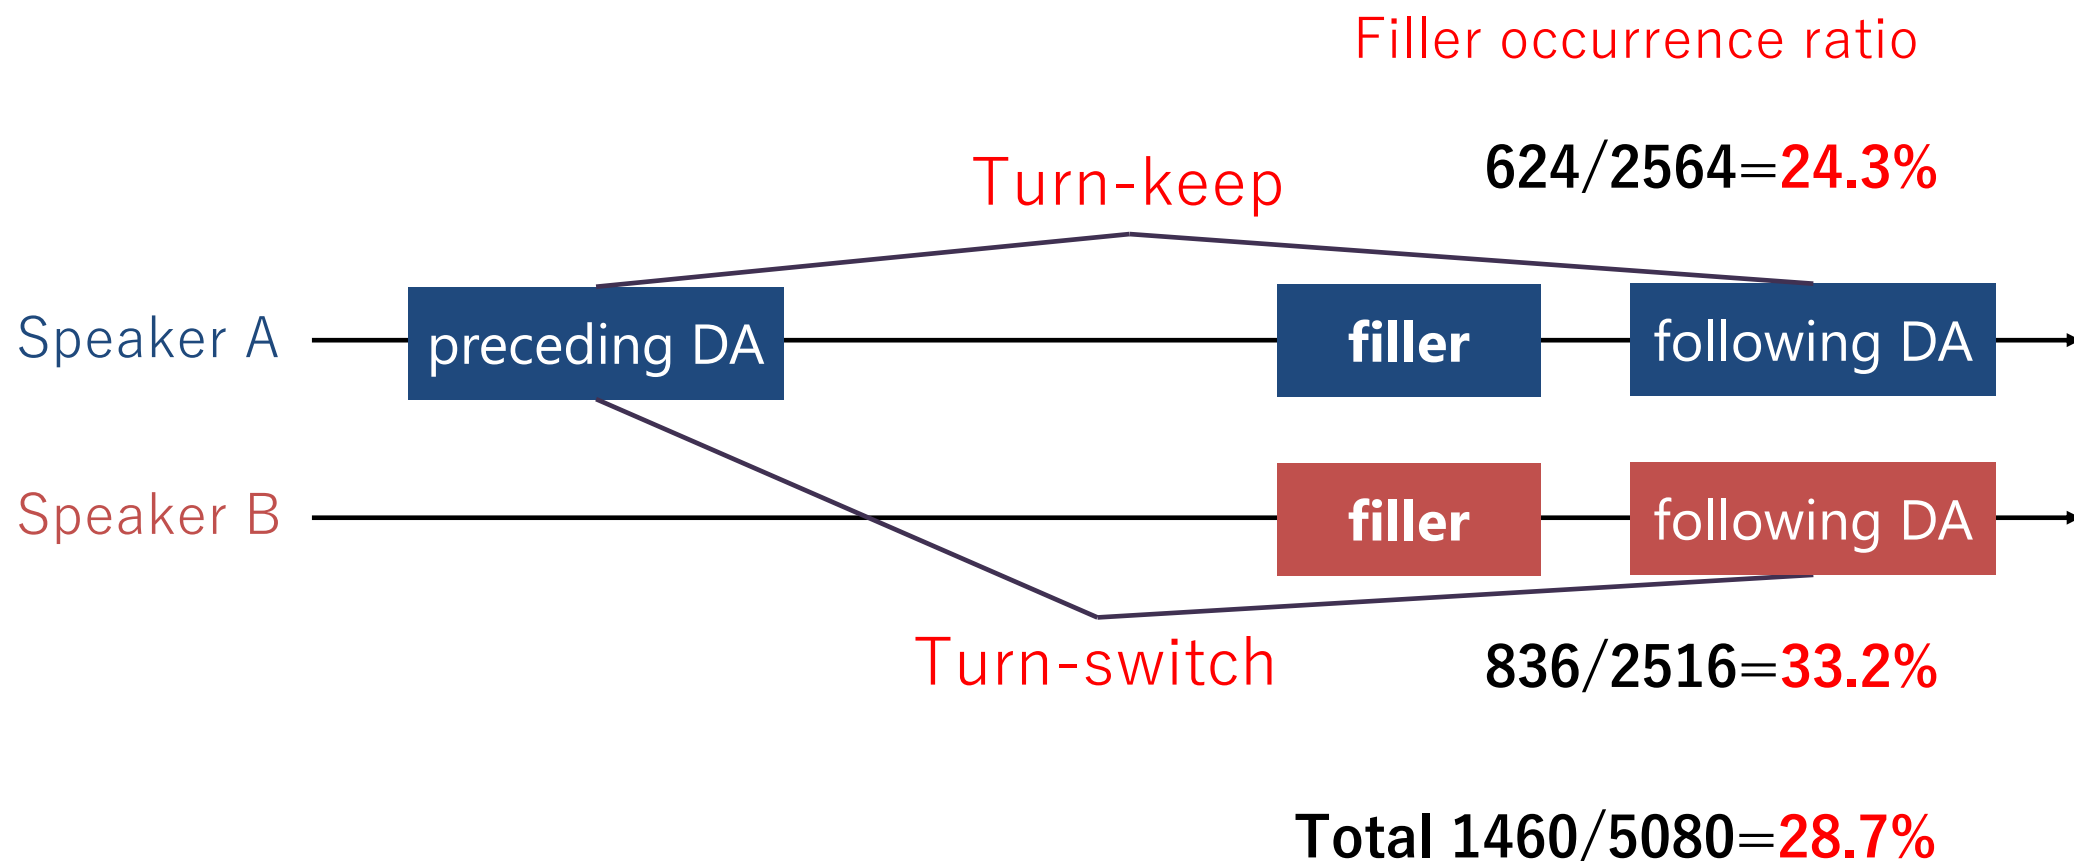 Filler occurrence ratio
Turn-keep
624/2564=24.3%
Speaker A
preceding DA
filler
following DA
Speaker B
filler
following DA
Turn-switch
836/2516=33.2%
Total 1460/5080=28.7%